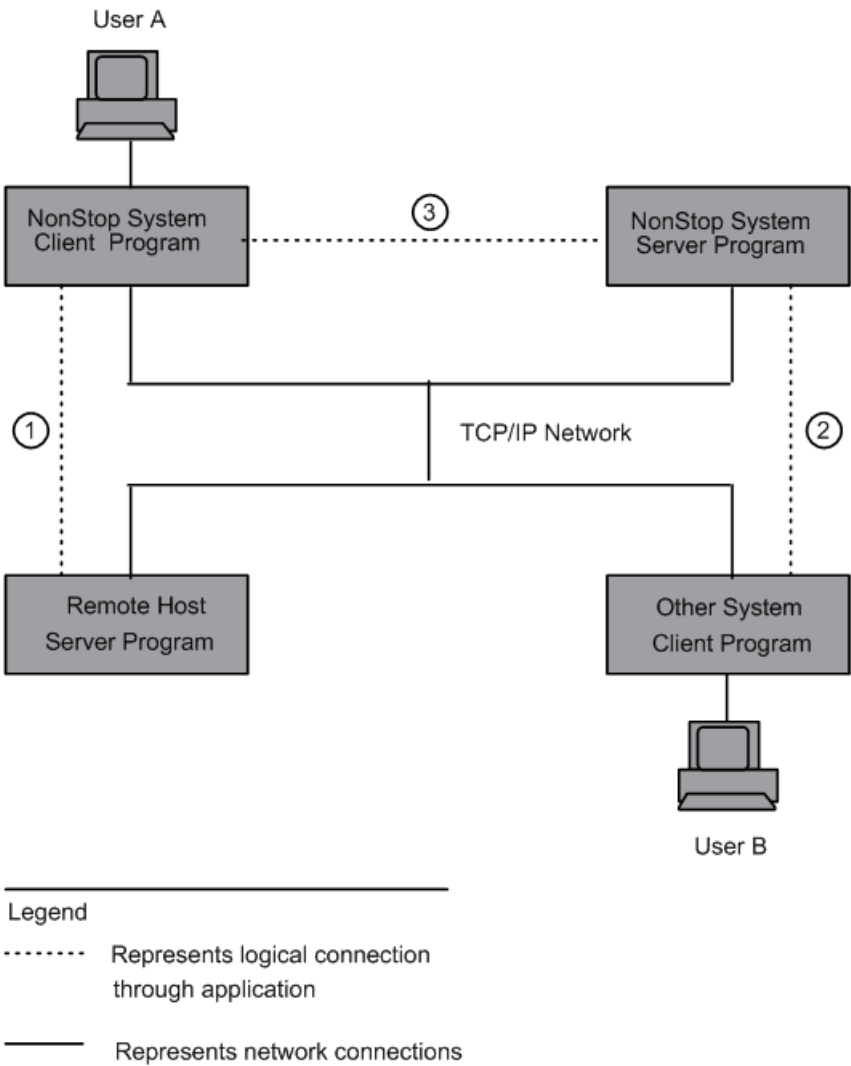 User A
NonStop System
Client Program
3
NonStop System
Server Program
1
TCP/IP Network
2
Remote Host
Server Program
Other System
Client Program
User B
Legend
Represents logical connection
through application
Represents network connections